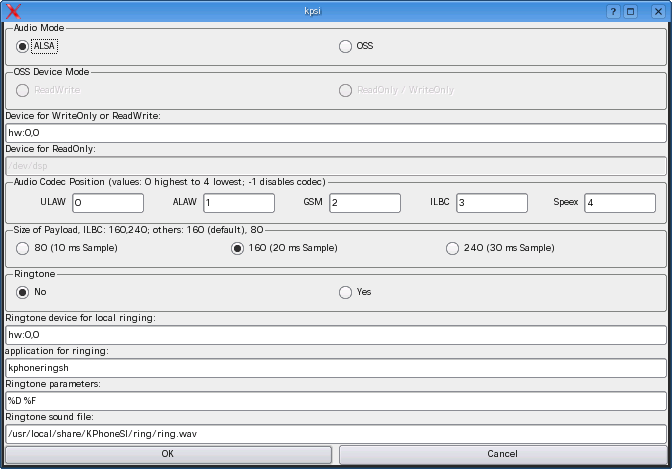 kpsi
Audio Mode
ALSA OSS
OSS Device Mode
ReadWrite ReadOnly / WriteOnly
Device for WriteOnly or ReadWrite:
hw:0,0
Device for ReadOnly:
/dev/dsp
Audio Codec Position (values: 0 highest to 4 lowest; -1 disables codec)
ULAW 0 ALAW 1 GSM 2 ILBC 3 Speex 4
Size of Payload, ILBC: 160,240; others: 160 (default), 80
80 (10 ms Sample) 160 (20 ms Sample) 240 (30 ms Sample)
Ringtone
No Yes
Ringtone device for local ringing:
hw:0,0
application for ringing:
kphoneringsh
Ringtone parameters:
%D %F
Ringtone sound file:
/usr/local/share/KPhoneSI/ring/ring.wav
OK Cancel